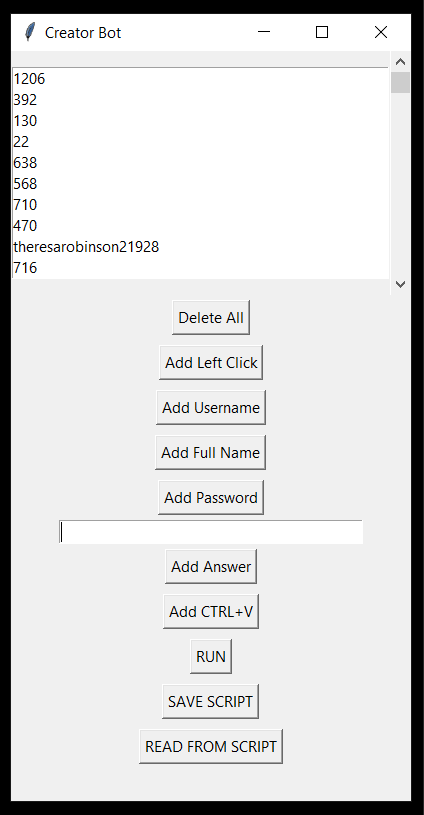 Creator Bot
1206
392
130
22
638
568
710
470
theresarobinson21928
716
Delete All
Add Left Click
Add Username
Add Full Name
Add Password
Add Answer
Add CTRL+V
RUN
SAVE SCRIPT
READ FROM SCRIPT